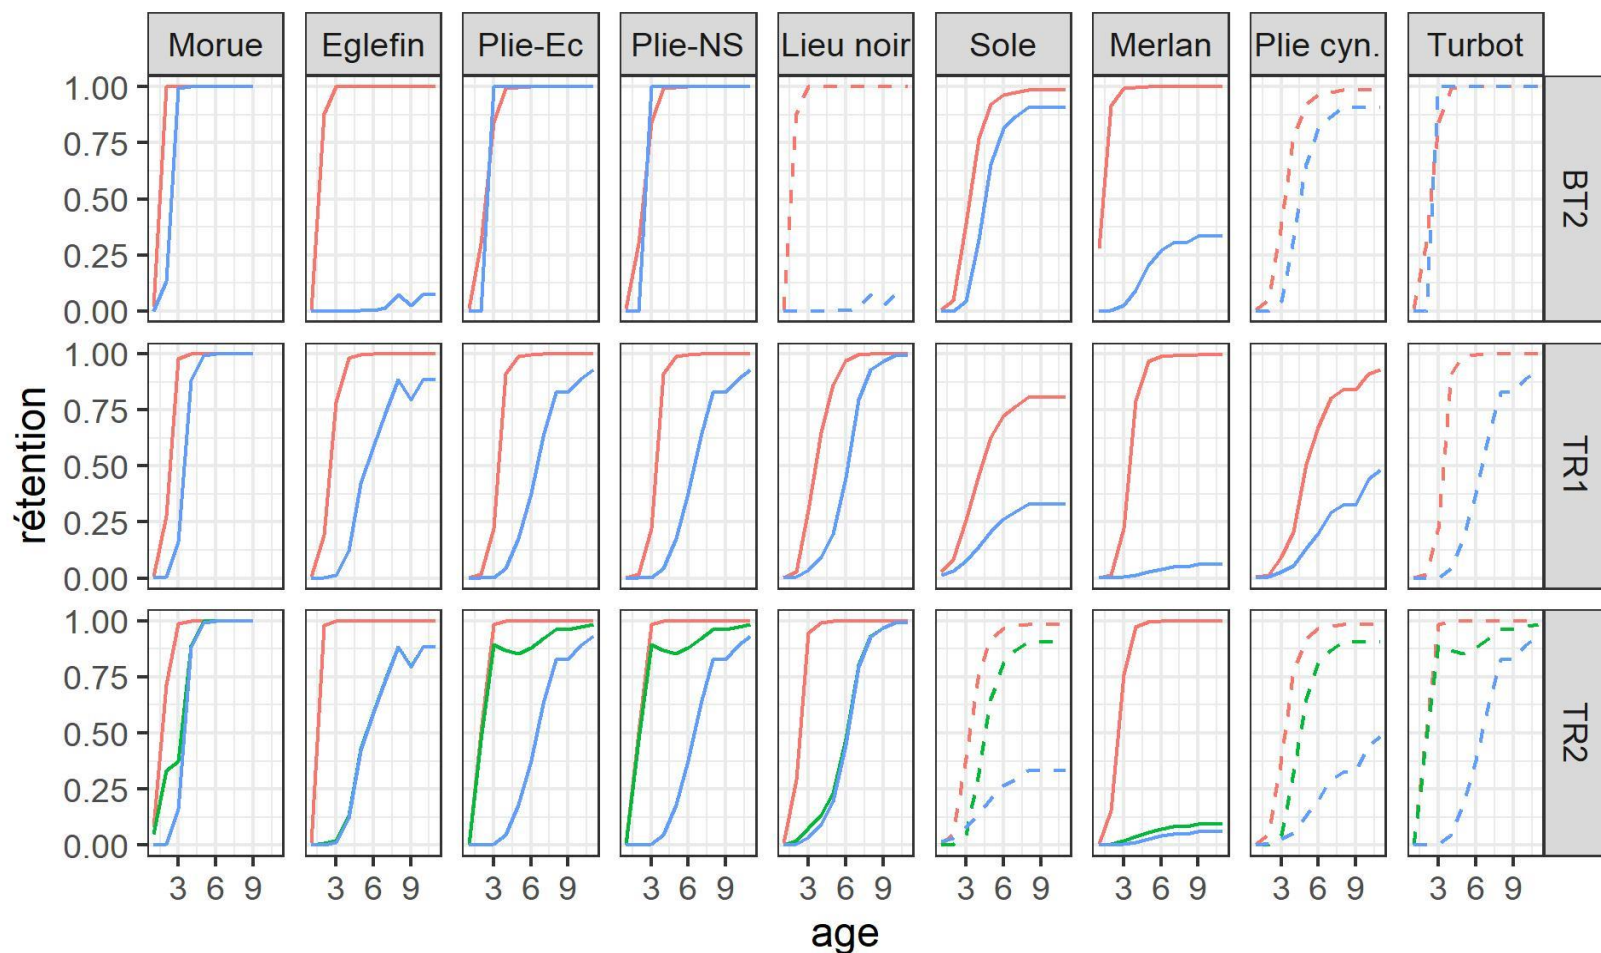 Morue Eglefin Plie-Ec Plie-NS Lieu noir Sole Merlan Plie cyn. Turbot
1.00
0.75
0.50
0.25
0.00
BT2
1.00
0.75
0.50
0.25
0.00
TR1
1.00
0.75
0.50
0.25
0.00
TR2
rétention
3 6 9 3 6 9 3 6 9 3 6 9 3 6 9 3 6 9 3 6 9 3 6 9 3 6 9
age